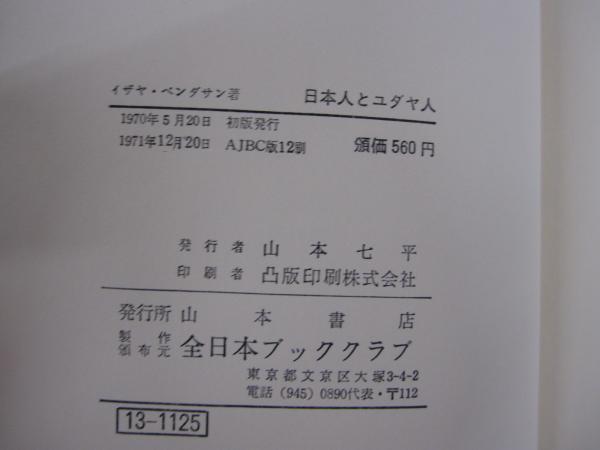 イザヤ・ベンダサン著 日本人とユダヤ人
1970年5月20日 初版発行
1971年12月20日 AJBC版12刷 頒価560円
発行者 山本七平
印刷者 凸版印刷株式会社
発行所 山本書店
製作 頒布元 全日本ブッククラブ
東京都文京区大塚3-4-2
電話(945)0890代表・〒112
13-1125